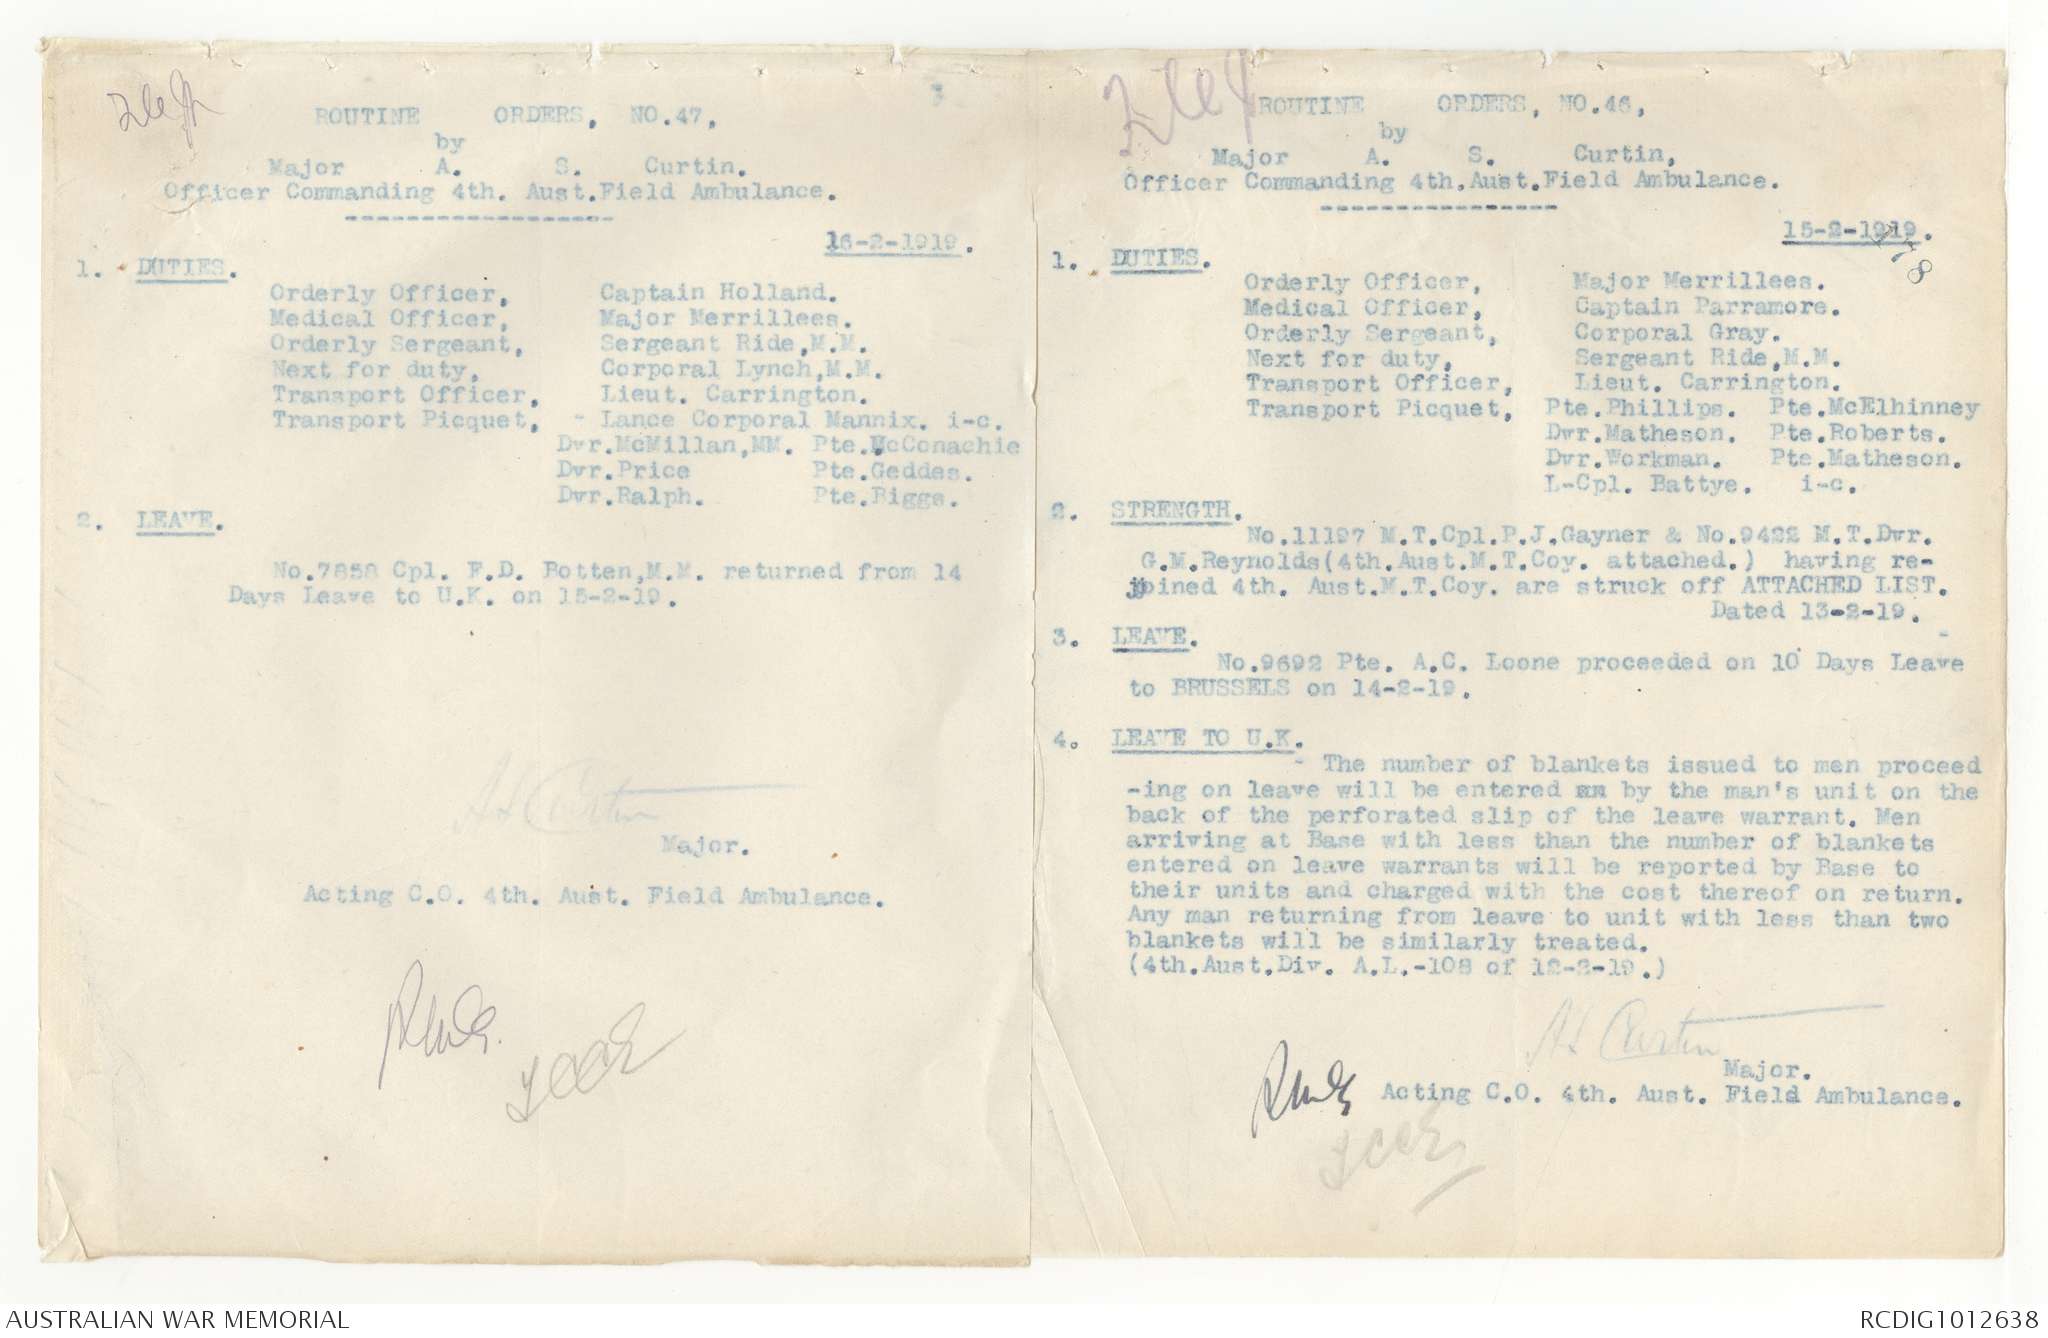 ROUTINE ORDERS, NO.47,
by
Major A. S. Curtin.
Officer Commanding 4th. Aust.Field Ambulance.
16-2-1919.
1. DUTIES.
Orderly Officer, Captain Holland.
Medical Officer, Major Merrillees.
Orderly Sergeant, Sergeant Ride,M.M.
Next for duty, Corporal Lynch,M.M.
Transport Officer, Lieut. Carrington.
Transport Picquet, - Lance Corporal Mannix. i-c.
Dvr.McMillan,MM. Pte.McConachie
Dvr.Price Pte.Geddes.
Dvr.Ralph. Pte.Biggs.
2. LEAVE.
No.7858 Cpl. F.D. Botten,M.M. returned from 14
Days Leave to U.K. on 15-2-19.
A S Curtin
Major.
Acting C.O. 4th. Aust. Field Ambulance.
ROUTINE ORDERS, NO.46,
by
Major A. S. Curtin,
Officer Commanding 4th.Aust.Field Ambulance.
15-2-1919.
1. DUTIES.
Orderly Officer, Major Merrillees.
Medical Officer, Captain Parramore.
Orderly Sergeant, Corporal Gray.
Next for duty, Sergeant Ride,M.M.
Transport Officer, Lieut. Carrington.
Transport Picquet, Pte.Phillips. Pte.McElhinney
Dvr.Matheson. Pte.Roberts.
Dvr.Workman. Pte.Matheson.
L-Cpl. Battye. i-c.
2. STRENGTH.
No.11197 M.T.Cpl.P.J.Gayner & No.9422 M.T.Dvr.
G.M.Reynolds(4th.Aust.M.T.Coy. attached.) having re-
joined 4th. Aust.M.T.Coy. are struck off ATTACHED LIST.
Dated 13-2-19.
3. LEAVE.
No.9692 Pte. A.C. Loone proceeded on 10 Days Leave
to BRUSSELS on 14-2-19.
4. LEAVE TO U.K.
- The number of blankets issued to men proceed
-ing on leave will be entered by the man's unit on the
back of the perforated slip of the leave warrant. Men
arriving at Base with less than the number of blankets
entered on leave warrants will be reported by Base to
their units and charged with the cost thereof on return.
Any man returning from leave to unit with less than two
blankets will be similarly treated.
(4th.Aust.Div. A.L.-108 of 12-2-19.)
A S Curtin
Major.
Acting C.O. 4th. Aust. Field Ambulance.
AUSTRALIAN WAR MEMORIAL
RCDIG1012638